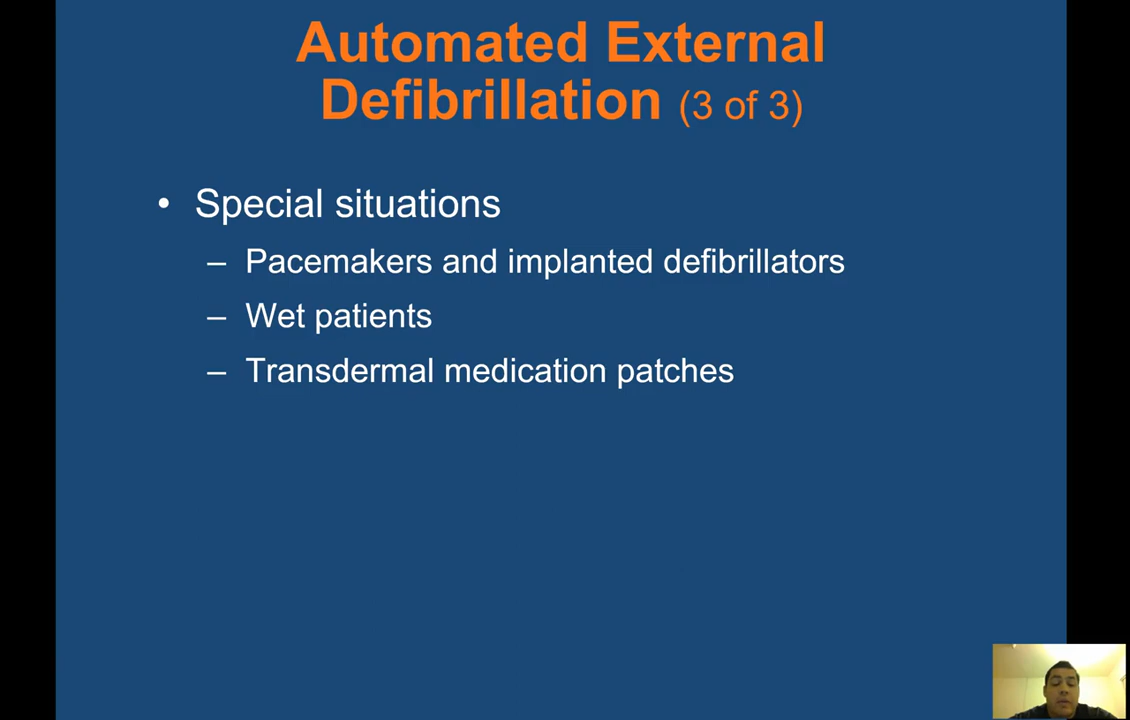 Automated External
Defibrillation (3 of 3)
• Special situations
– Pacemakers and implanted defibrillators
– Wet patients
– Transdermal medication patches